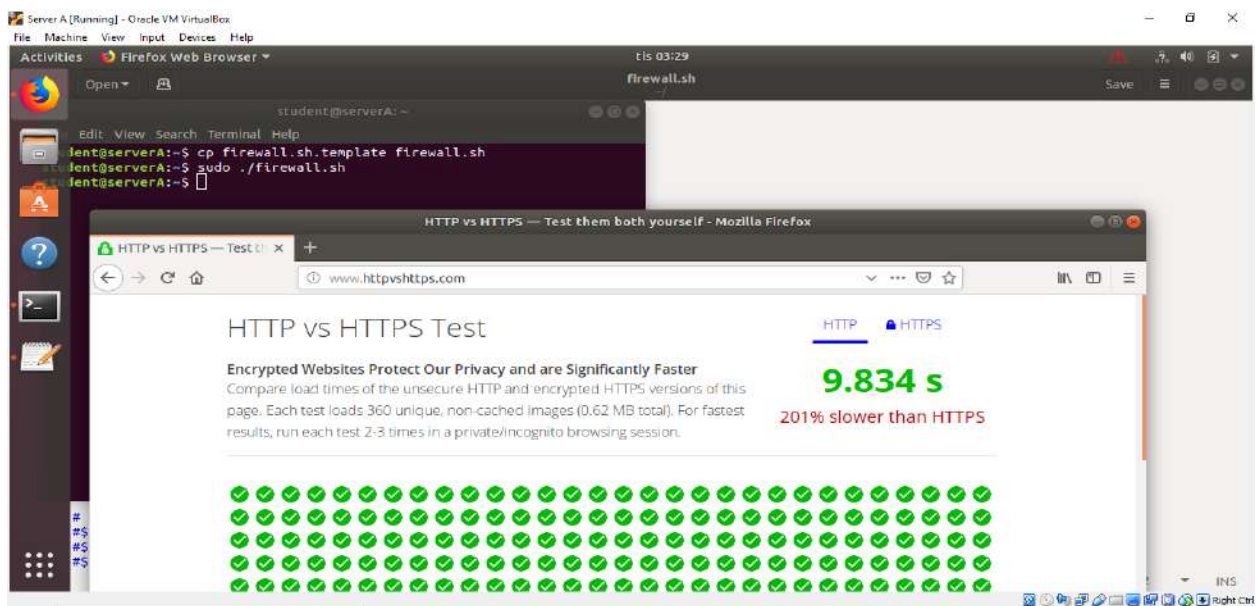 Server A [Running] - Oracle VM VirtualBox
File Machine View Input Devices Help
Activities Firefox Web Browser tis 03:29
Open firewall.sh Save
~/
student@serverA: ~
Edit View Search Terminal Help
dent@serverA:~$ cp firewall.sh.template firewall.sh
student@serverA:~$ sudo ./firewall.sh
dent@serverA:~$
HTTP vs HTTPS — Test them both yourself - Mozilla Firefox
HTTP vs HTTPS — Test th
www.httpvshttps.com
HTTP vs HTTPS Test HTTP HTTPS
Encrypted Websites Protect Our Privacy and are Significantly Faster
Compare load times of the unsecure HTTP and encrypted HTTPS versions of this
page. Each test loads 360 unique, non-cached images (0.62 MB total). For fastest
results, run each test 2-3 times in a private/incognito browsing session.
9.834 s
201% slower than HTTPS
#
#$
#$
#$
INS
Right Ctrl